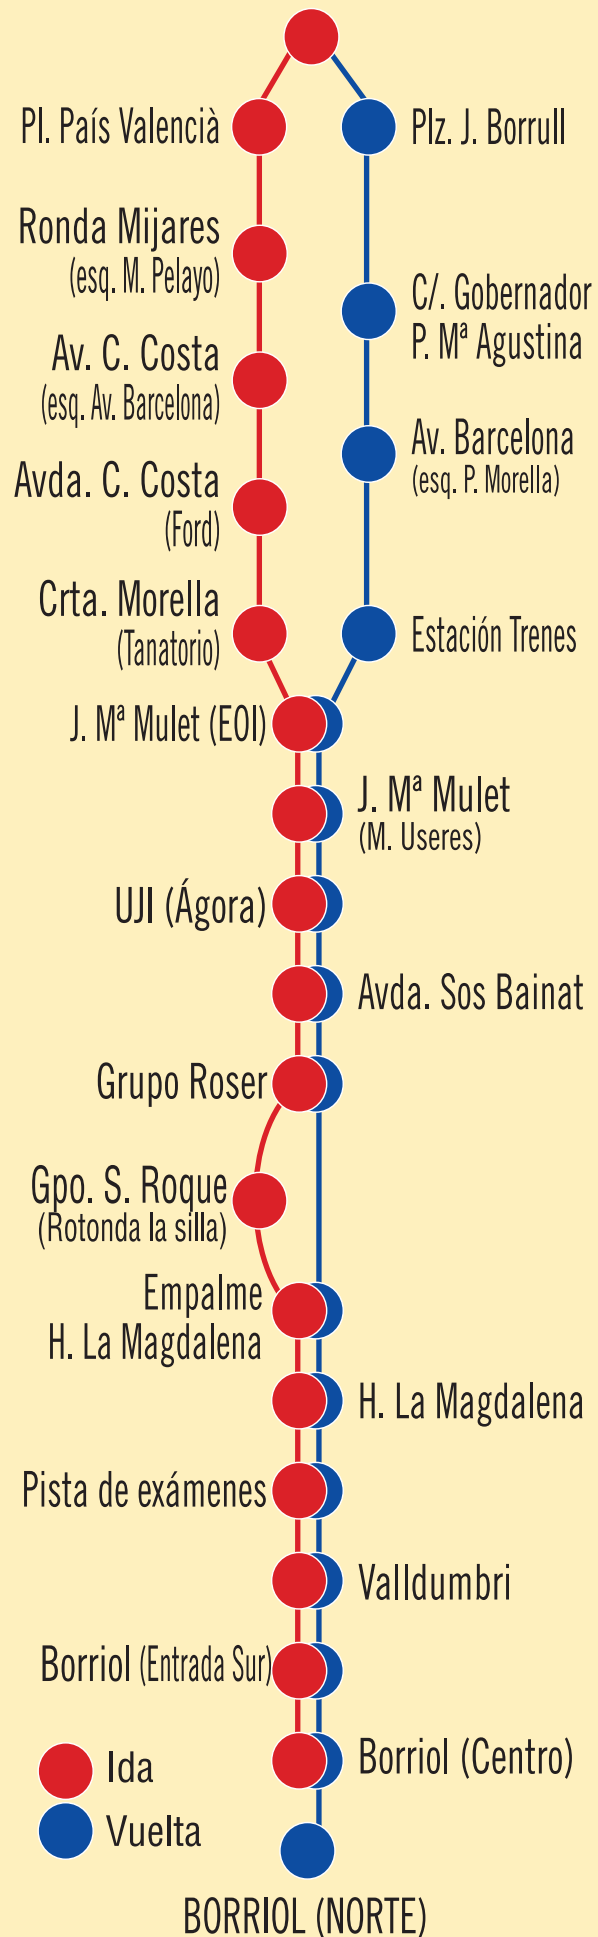 Pl. País Valencià
Plz. J. Borrull
Ronda Mijares
(esq. M. Pelayo)
C/. Gobernador
P. Mª Agustina
Av. C. Costa
(esq. Av. Barcelona)
Av. Barcelona
(esq. P. Morella)
Avda. C. Costa
(Ford)
Crta. Morella
(Tanatorio)
Estación Trenes
J. Mª Mulet (EOI)
J. Mª Mulet
(M. Useres)
UJI (Ágora)
Avda. Sos Bainat
Grupo Roser
Gpo. S. Roque
(Rotonda la silla)
Empalme
H. La Magdalena
H. La Magdalena
Pista de exámenes
Valldumbri
Borriol (Entrada Sur)
Borriol (Centro)
Ida
Vuelta
BORRIOL (NORTE)